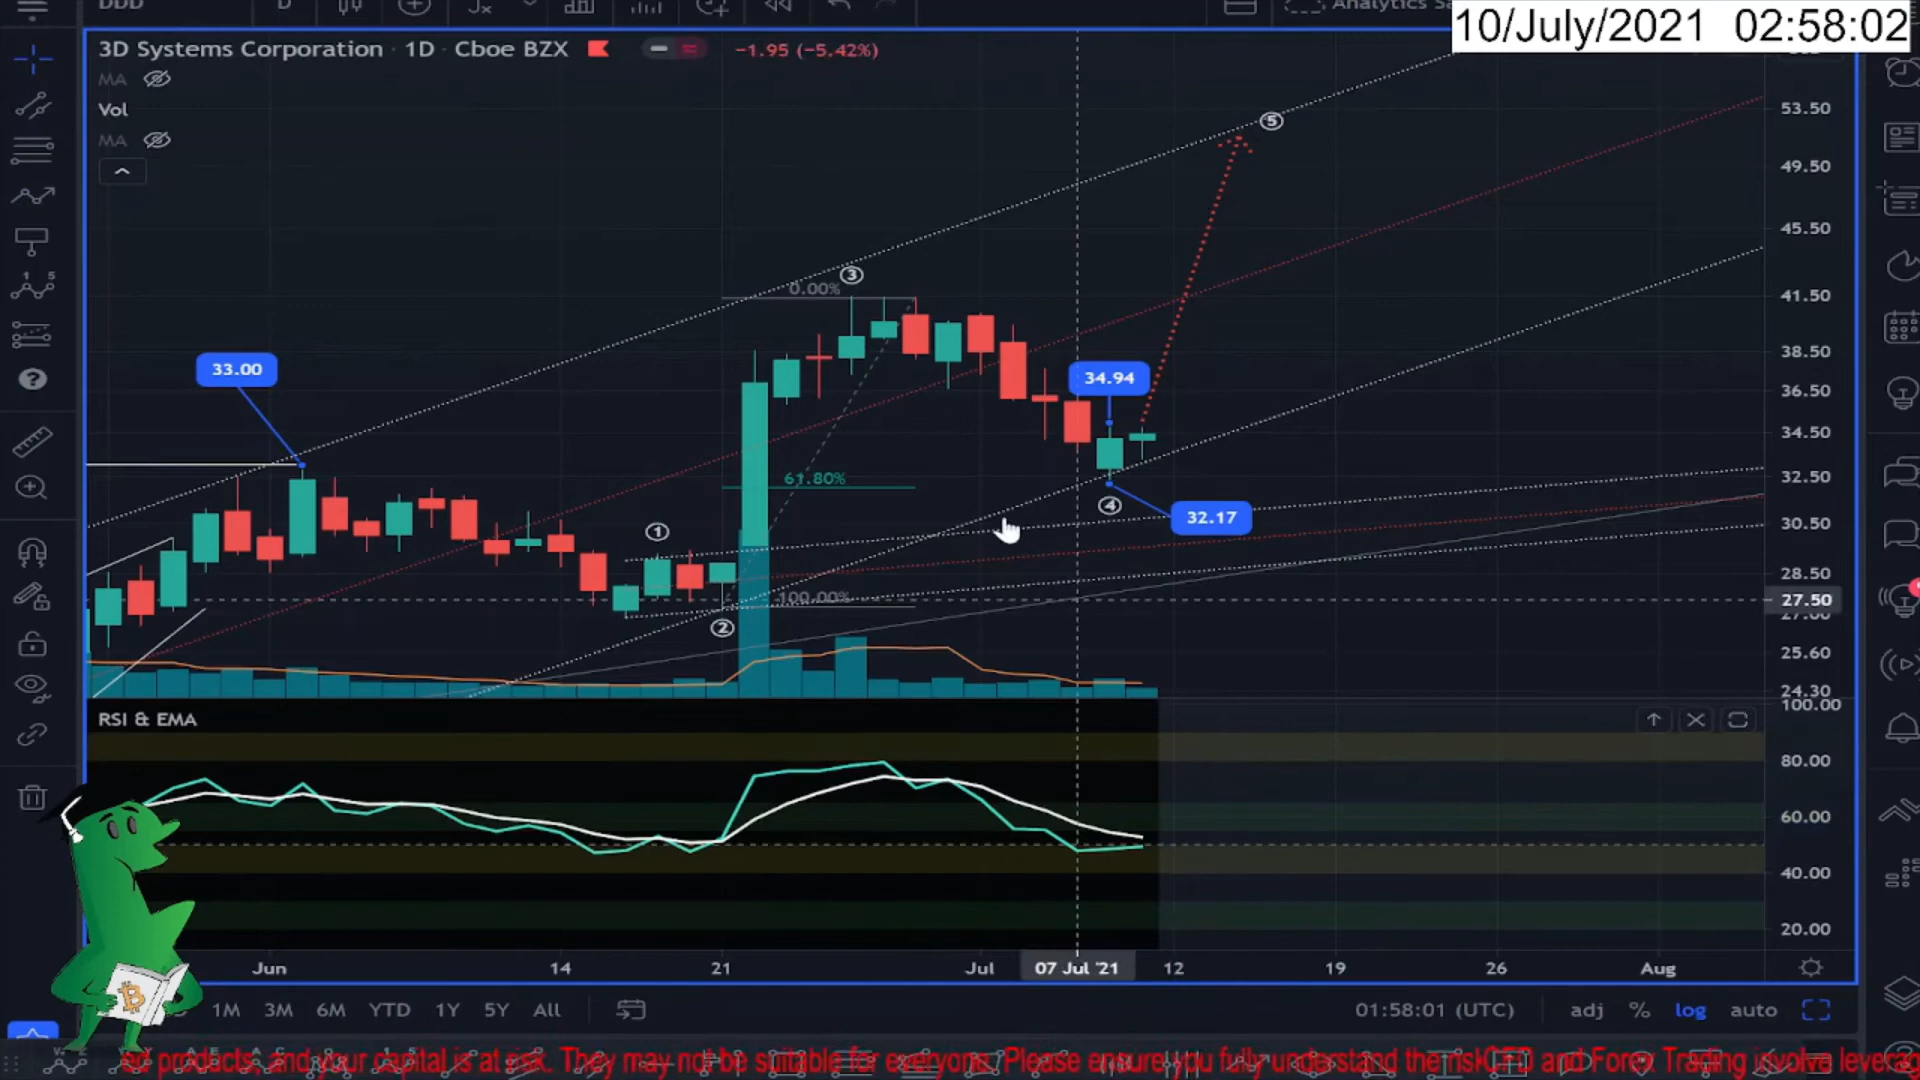 DDD
D
Analytics
10/July/2021 02:58:02
3D Systems Corporation · 1D · Cboe BZX
−1.95 (−5.42%)
MA
Vol
MA
53.50
49.50
45.50
41.50
38.50
36.50
34.50
32.50
30.50
28.50
27.50
25.60
24.30
5
3
0.00%
33.00
34.94
61.80%
4
32.17
1
100.00%
2
RSI & EMA
100.00
80.00
60.00
40.00
20.00
Jun
14
21
Jul
07 Jul '21
12
19
26
Aug
1M
3M
6M
YTD
1Y
5Y
All
01:58:01 (UTC)
adj
%
log
auto
ed products, and your capital is at risk. They may not be suitable for everyone. Please ensure you fully understand the risk CFD and Forex Trading involve leverag